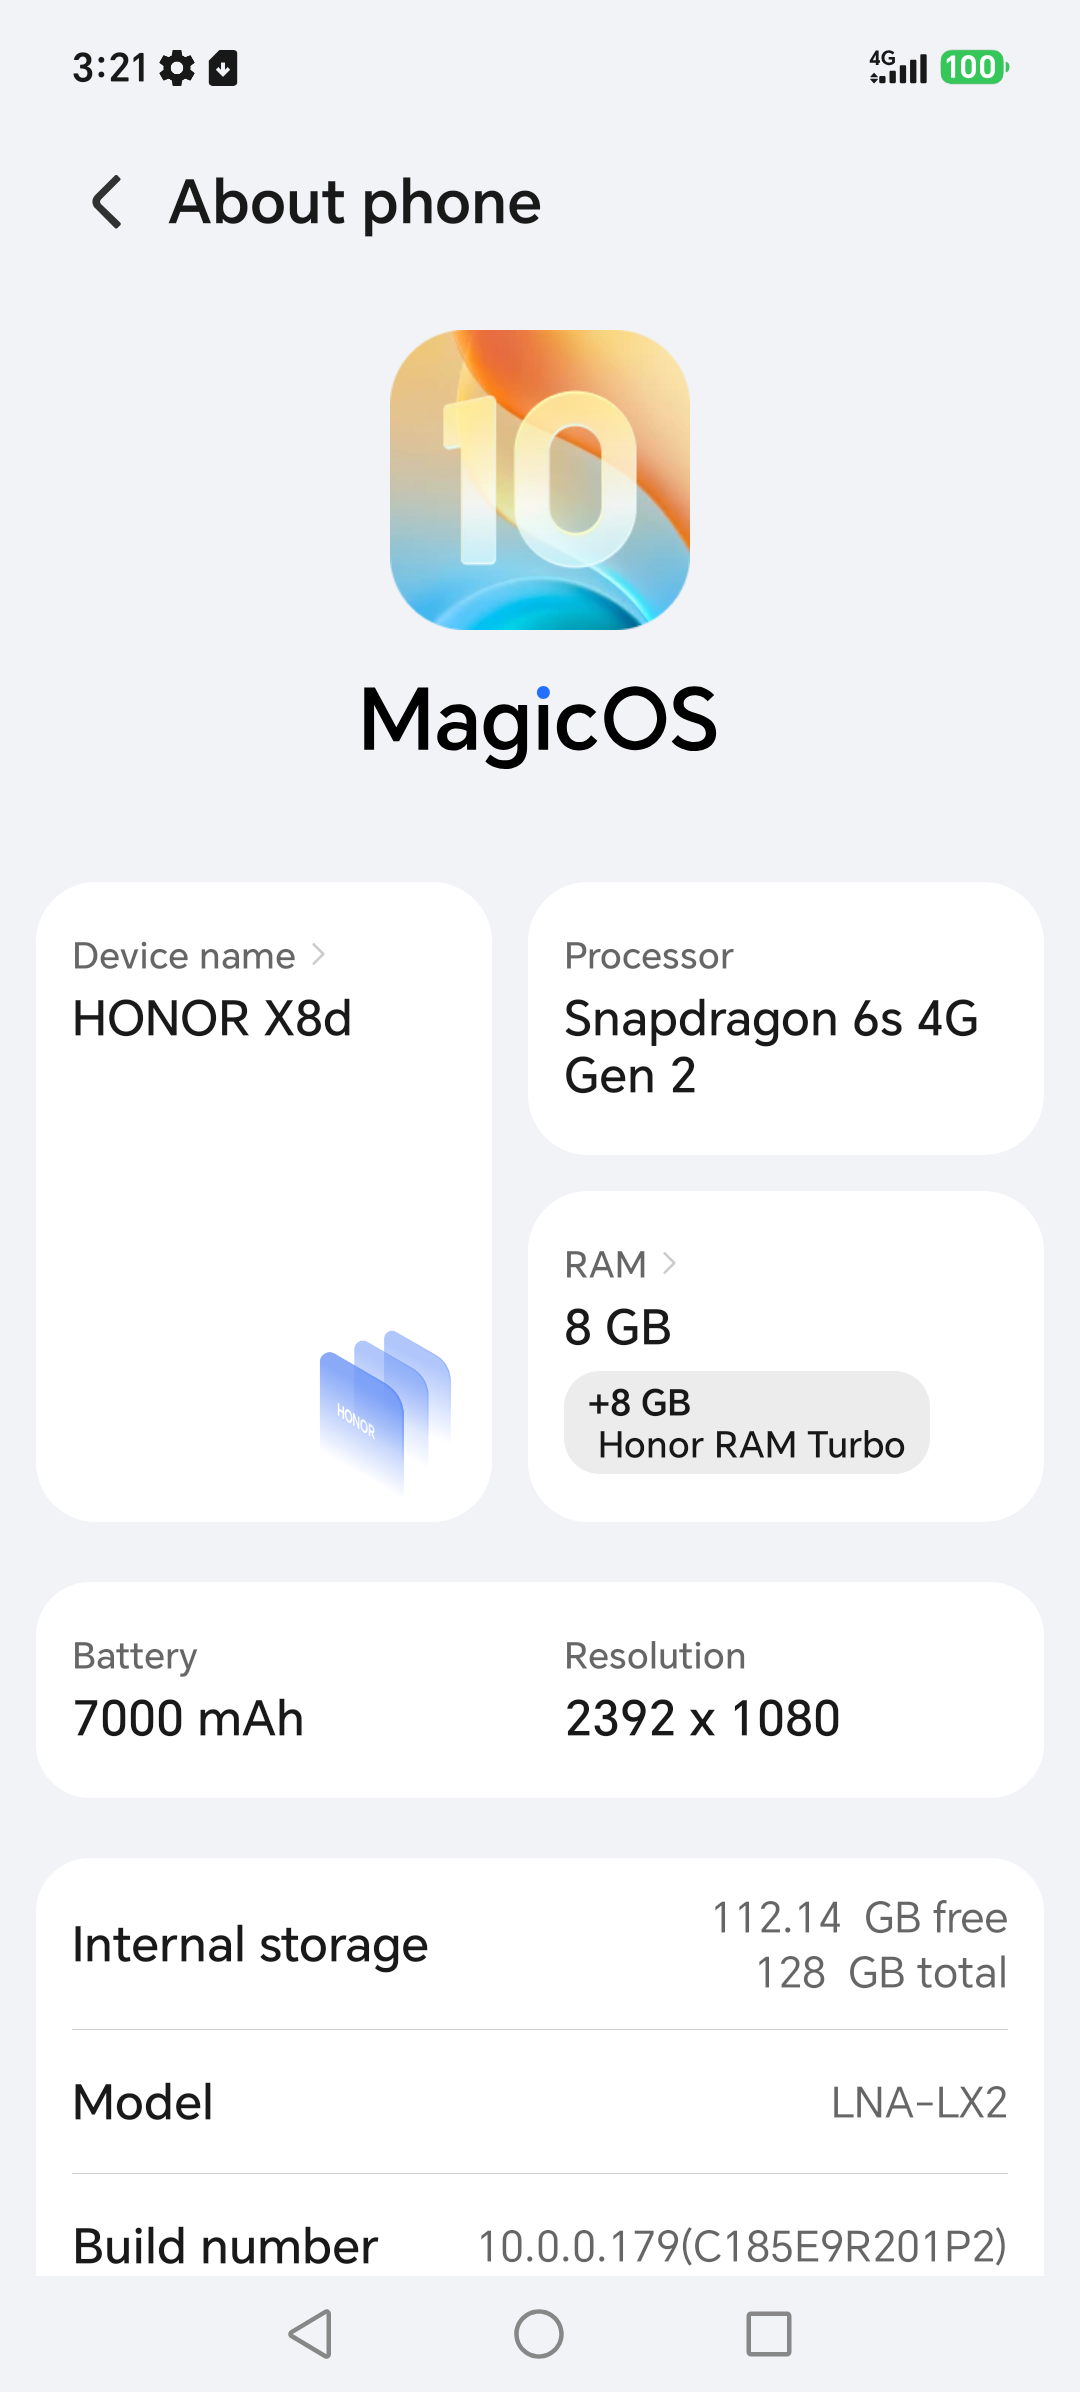 3:21
4G
100
About phone
10
MagicOS
Device name
HONOR X8d
HONOR
Processor
Snapdragon 6s 4G
Gen 2
RAM
8 GB
+8 GB
Honor RAM Turbo
Battery
7000 mAh
Resolution
2392 x 1080
Internal storage
112.14 GB free
128 GB total
Model
LNA-LX2
Build number
10.0.0.179(C185E9R201P2)